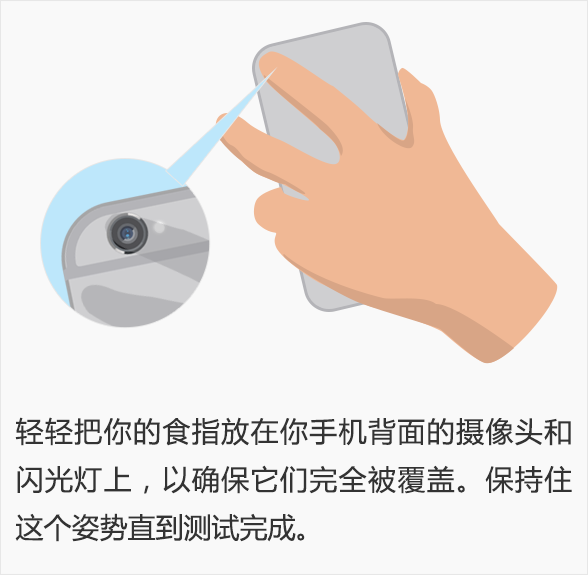 轻轻把你的食指放在你手机背面的摄像头和
闪光灯上，以确保它们完全被覆盖。保持住
这个姿势直到测试完成。